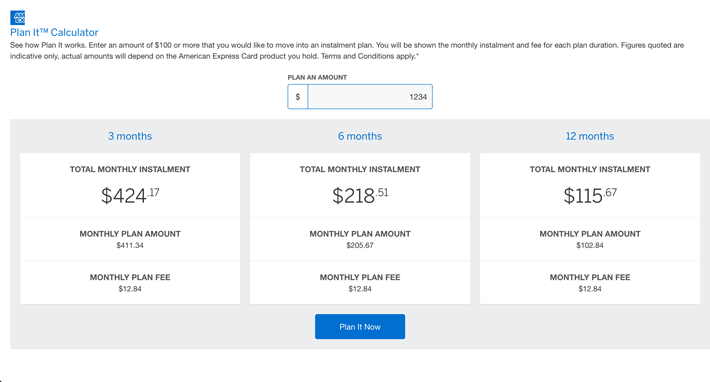 AM
EX
Plan It™ Calculator
See how Plan It works. Enter an amount of $100 or more that you would like to move into an instalment plan. You will be shown the monthly instalment and fee for each plan duration. Figures quoted are
indicative only, actual amounts will depend on the American Express Card product you hold. Terms and Conditions apply.*
PLAN AN AMOUNT
$ 1234
3 months
6 months
12 months
TOTAL MONTHLY INSTALMENT
$424.17
MONTHLY PLAN AMOUNT
$411.34
MONTHLY PLAN FEE
$12.84
TOTAL MONTHLY INSTALMENT
$218.51
MONTHLY PLAN AMOUNT
$205.67
MONTHLY PLAN FEE
$12.84
TOTAL MONTHLY INSTALMENT
$115.67
MONTHLY PLAN AMOUNT
$102.84
MONTHLY PLAN FEE
$12.84
Plan It Now